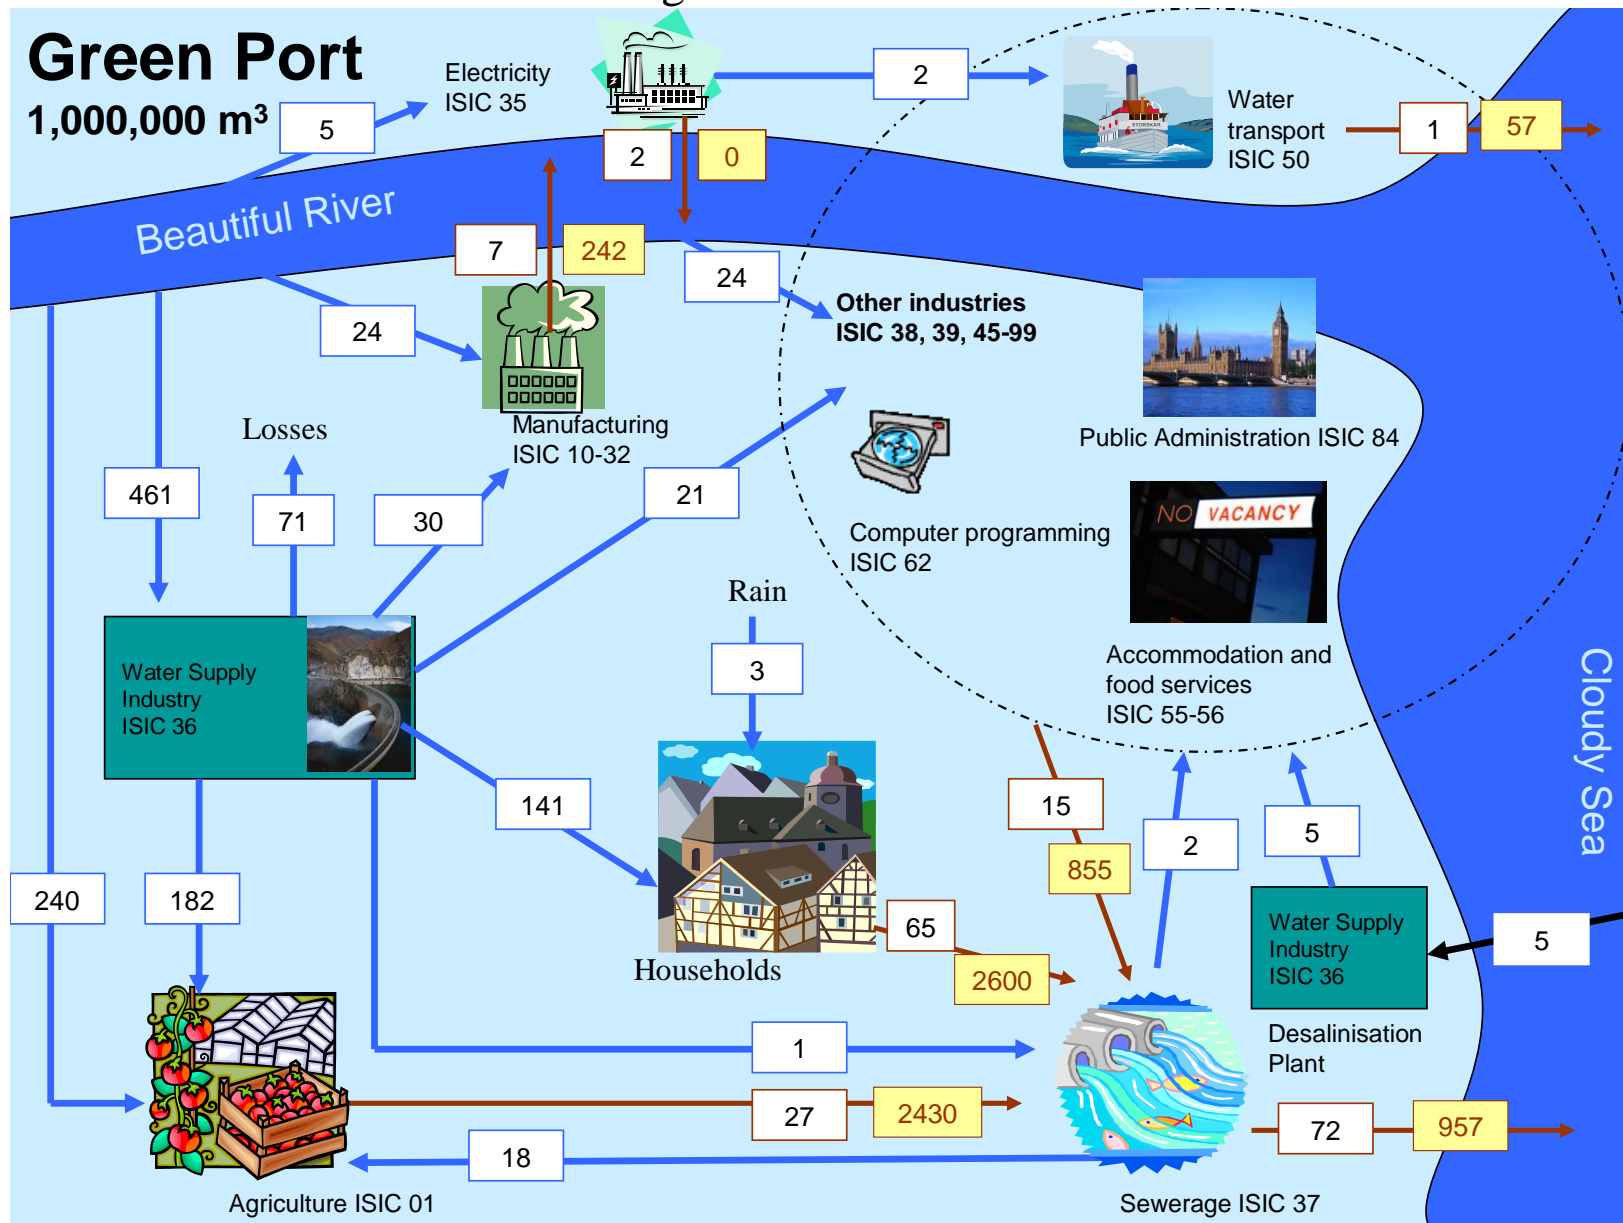 Green Port
1,000,000 m³
5
Electricity
ISIC 35
2
Water
transport
ISIC 50
1
57
2
0
Beautiful River
7
242
24
24
Other industries
ISIC 38, 39, 45-99
Manufacturing
ISIC 10-32
Public Administration ISIC 84
Losses
461
71
30
21
NO VACANCY
Computer programming
ISIC 62
Rain
3
Water Supply
Industry
ISIC 36
Accommodation and
food services
ISIC 55-56
Cloudy Sea
141
15
2
5
855
240
182
65
2600
Households
Water Supply
Industry
ISIC 36
5
Desalinisation
Plant
1
27
2430
72
957
18
Agriculture ISIC 01
Sewerage ISIC 37